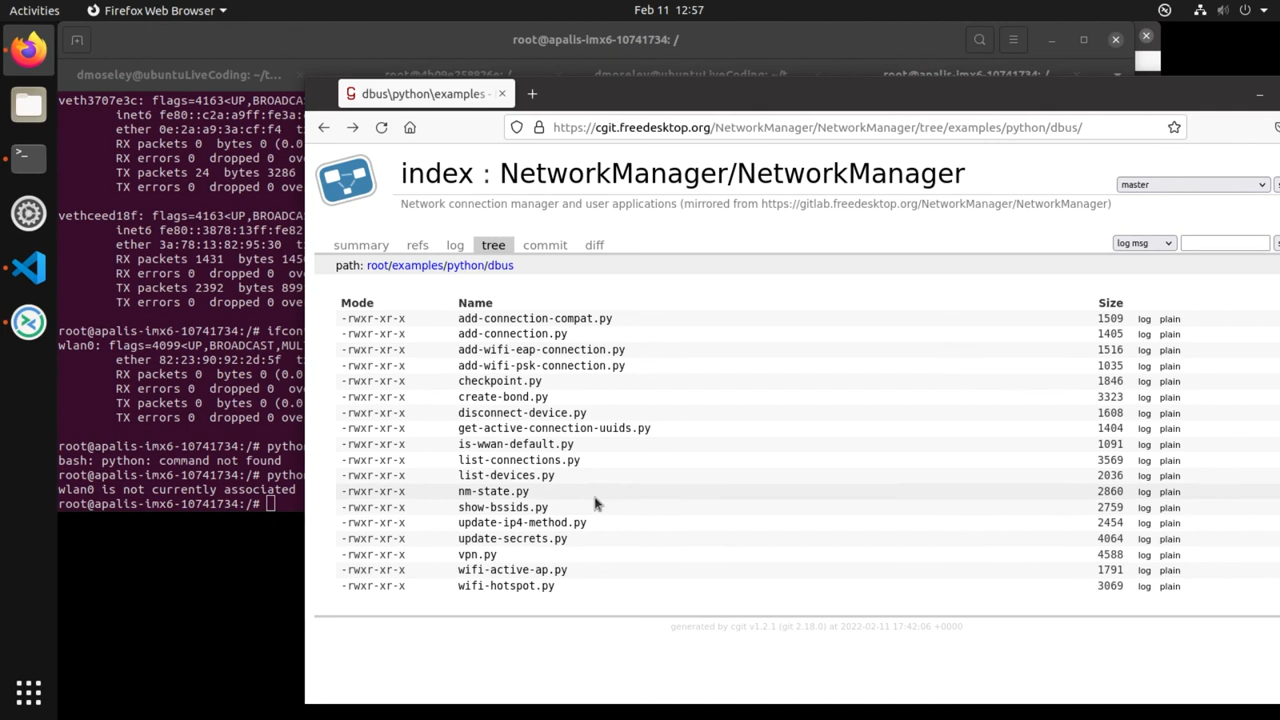 Activities Firefox Web Browser Feb 11 12:57
root@apalis-imx6-10741734: /
dmoseley@ubuntuLiveCoding: ~/t...
dmoseley@ubuntuLiveCoding: ~/t
root@apalis-imx6-10741734: /
dbus\python\examples -
https://cgit.freedesktop.org/NetworkManager/NetworkManager/tree/examples/python/dbus/
veth3707e3c: flags=4163<UP,BROADCAS
inet6 fe80::c2a:a9ff:fe3a:
ether 0e:2a:a9:3a:cf:f4 t
RX packets 24 bytes 3286
RX errors 0 dropped 0 ove
TX packets 47 bytes 0 (0.
TX errors 0 dropped 0 ove
vethceed18f: flags=4163<UP,BROADCAS
inet6 fe80::3878:13ff:fe82
ether 3a:78:13:82:95:30 t
RX packets 1431 bytes 145
RX errors 0 dropped 0 ove
TX packets 2392 bytes 899
TX errors 0 dropped 0 ove
root@apalis-imx6-10741734:/# ifcon
wlan0: flags=4099<UP,BROADCAST,MUL
ether 82:23:90:92:2d:5f t
RX packets 0 bytes 0 (0.0
RX errors 0 dropped 0 ove
TX packets 0 bytes 0 (0.0
TX errors 0 dropped 0 ove
root@apalis-imx6-10741734:/# python
bash: python: command not found
root@apalis-imx6-10741734:/# python
wlan0 is not currently associated
root@apalis-imx6-10741734:/#
index : NetworkManager/NetworkManager
master
Network connection manager and user applications (mirrored from https://gitlab.freedesktop.org/NetworkManager/NetworkManager)
summary refs log tree commit diff
log msg
path: root/examples/python/dbus
Mode Name Size
-rwxr-xr-x add-connection-compat.py 1509 log plain
-rwxr-xr-x add-connection.py 1405 log plain
-rwxr-xr-x add-wifi-eap-connection.py 1516 log plain
-rwxr-xr-x add-wifi-psk-connection.py 1035 log plain
-rwxr-xr-x checkpoint.py 1846 log plain
-rwxr-xr-x create-bond.py 3323 log plain
-rwxr-xr-x disconnect-device.py 1608 log plain
-rwxr-xr-x get-active-connection-uuids.py 1404 log plain
-rwxr-xr-x is-wwan-default.py 1091 log plain
-rwxr-xr-x list-connections.py 3569 log plain
-rwxr-xr-x list-devices.py 2036 log plain
-rwxr-xr-x nm-state.py 2860 log plain
-rwxr-xr-x show-bssids.py 2759 log plain
-rwxr-xr-x update-ip4-method.py 2454 log plain
-rwxr-xr-x update-secrets.py 4064 log plain
-rwxr-xr-x vpn.py 4588 log plain
-rwxr-xr-x wifi-active-ap.py 1791 log plain
-rwxr-xr-x wifi-hotspot.py 3069 log plain
generated by cgit v1.2.1 (git 2.18.0) at 2022-02-11 17:42:06 +0000